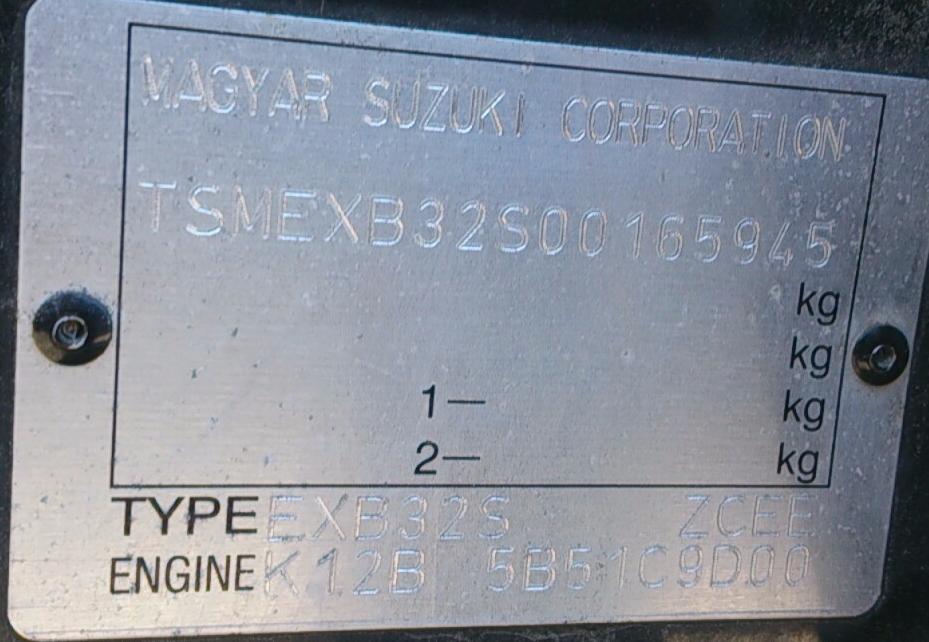 MAGYAR SUZUKI CORPORATION
TSMEXB32S00165945
kg
kg
1— kg
2— kg
TYPE EXB32S ZCEE
ENGINE K12B 5B51C9D00